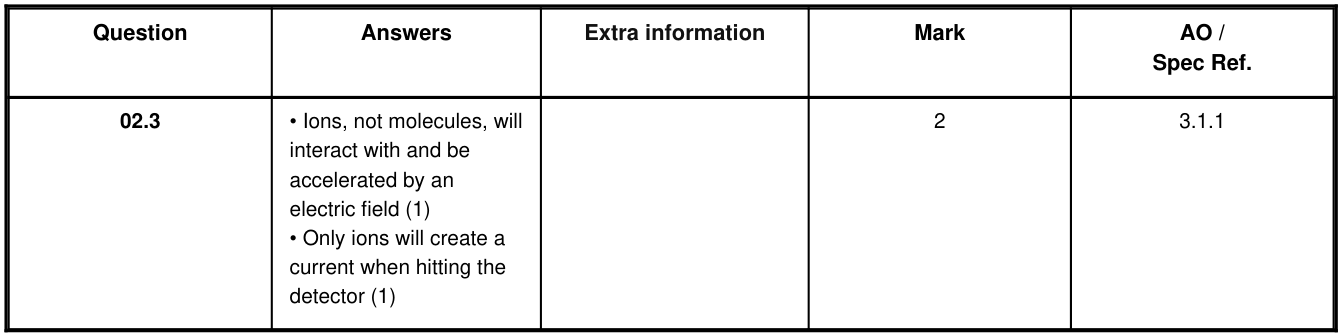 Question Answers Extra information Mark AO /
Spec Ref.
02.3 • Ions, not molecules, will 2 3.1.1
interact with and be
accelerated by an
electric field (1)
• Only ions will create a
current when hitting the
detector (1)